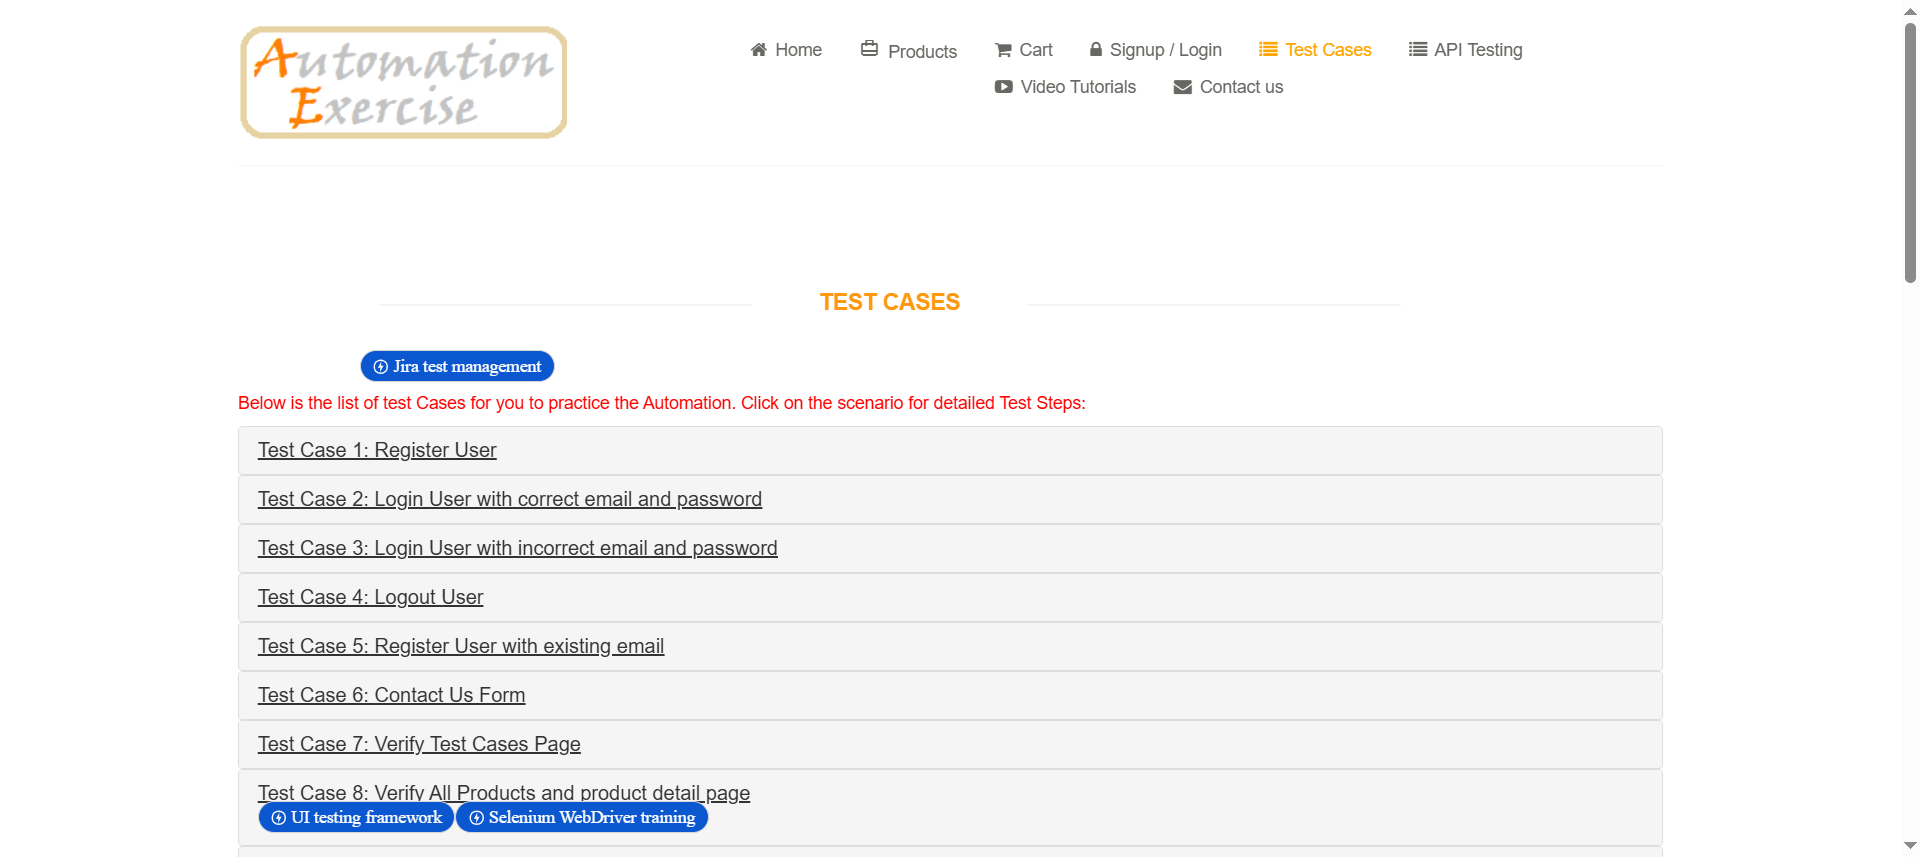 Automation
Exercise
Home Products Cart Signup / Login Test Cases API Testing
Video Tutorials Contact us
TEST CASES
Jira test management
Below is the list of test Cases for you to practice the Automation. Click on the scenario for detailed Test Steps:
Test Case 1: Register User
Test Case 2: Login User with correct email and password
Test Case 3: Login User with incorrect email and password
Test Case 4: Logout User
Test Case 5: Register User with existing email
Test Case 6: Contact Us Form
Test Case 7: Verify Test Cases Page
Test Case 8: Verify All Products and product detail page
UI testing framework Selenium WebDriver training